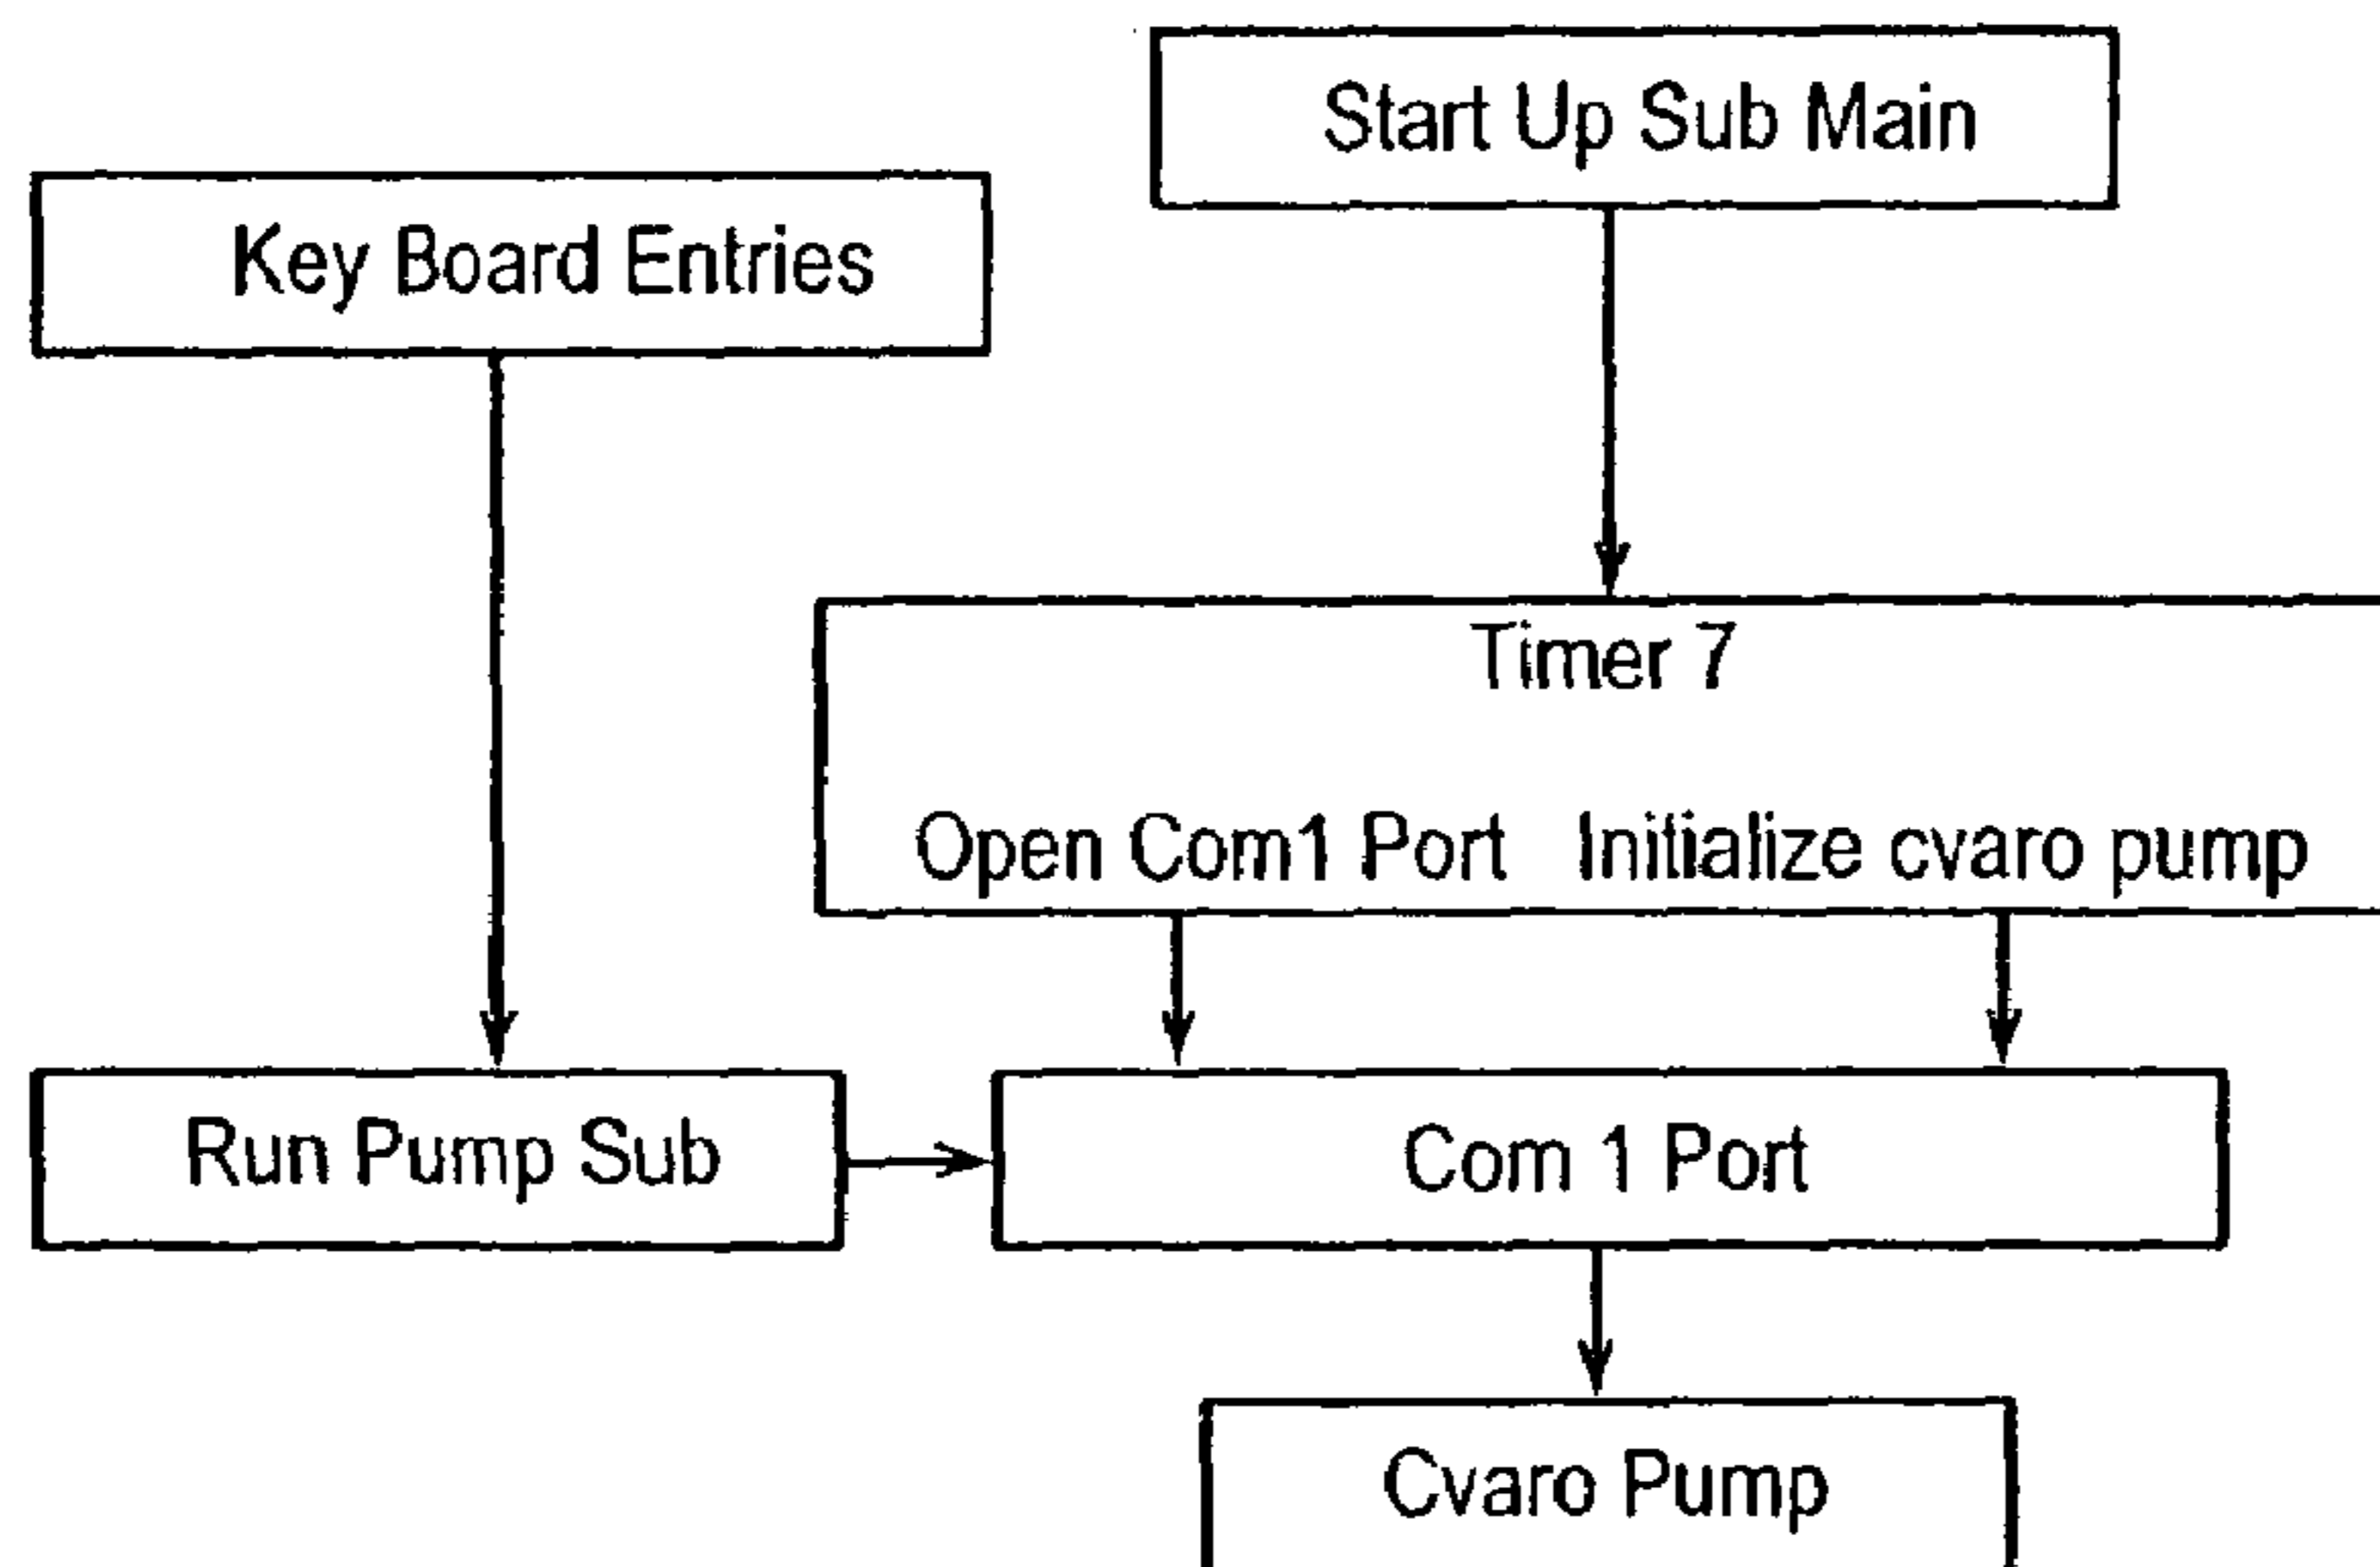 Start Up Sub Main
Key Board Entries
Timer 7
Open Com1 Port Initialize cvaro pump
Run Pump Sub
Com 1 Port
Cvaro Pump